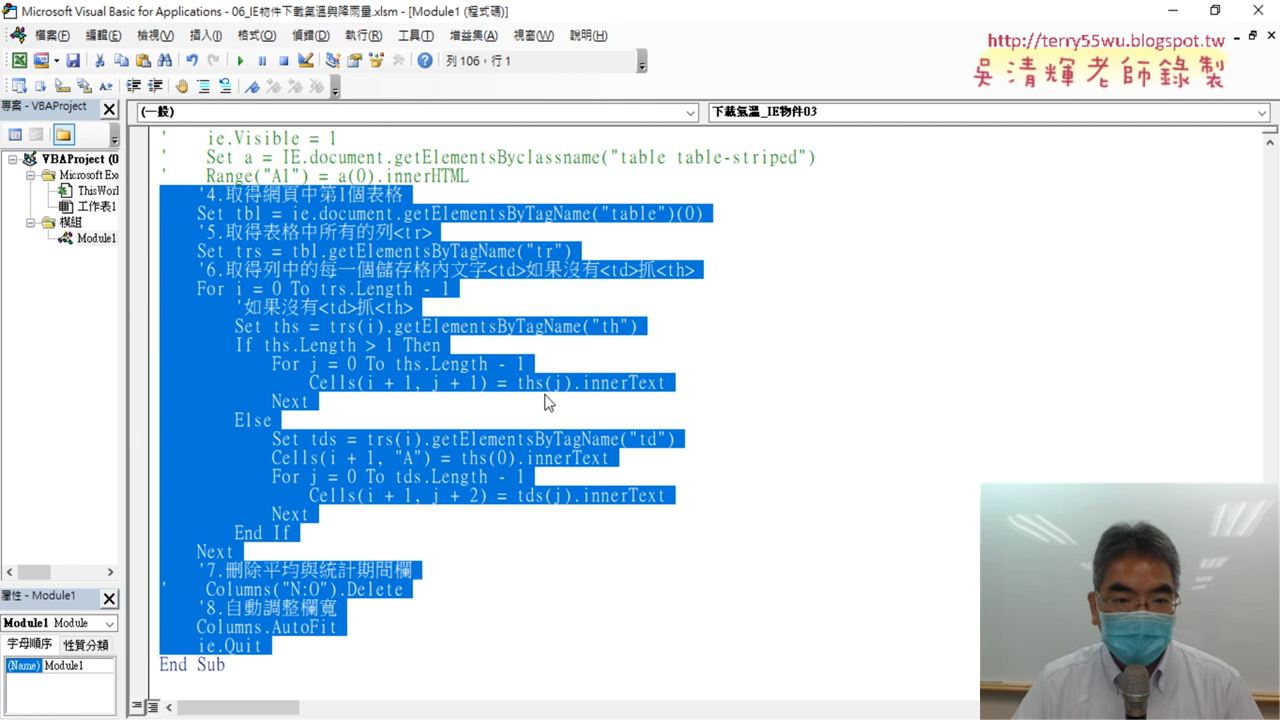 Microsoft Visual Basic for Applications - 06_IE物件下載氣溫與降雨量.xlsm - [Module1 (程式碼)]
檔案(F) 編輯(E) 檢視(V) 插入(I) 格式(O) 偵錯(D) 執行(R) 工具(T) 增益集(A) 視窗(W) 說明(H)
http://terry55wu.blogspot.tw
吳清輝老師錄製
列 106，行 1
專案 - VBAProject
(一般)
下載氣溫_IE物件03
VBAProject (0
Microsoft Ex
ThisWorl
工作表1
模組
Module1
' ie.Visible = 1
' Set a = IE.document.getElementsByclassname("table table-striped")
' Range("A1") = a(0).innerHTML
'4.取得網頁中第1個表格
Set tbl = ie.document.getElementsByTagName("table")(0)
'5.取得表格中所有的列<tr>
Set trs = tbl.getElementsByTagName("tr")
'6.取得列中的每一個儲存格內文字<td>如果沒有<td>抓<th>
For i = 0 To trs.Length - 1
'如果沒有<td>抓<th>
Set ths = trs(i).getElementsByTagName("th")
If ths.Length > 1 Then
For j = 0 To ths.Length - 1
Cells(i + 1, j + 1) = ths(j).innerText
Next
Else
Set tds = trs(i).getElementsByTagName("td")
Cells(i + 1, "A") = ths(0).innerText
For j = 0 To tds.Length - 1
Cells(i + 1, j + 2) = tds(j).innerText
Next
End If
Next
'7.刪除平均與統計期間欄
' Columns("N:O").Delete
'8.自動調整欄寬
Columns.AutoFit
ie.Quit
End Sub
屬性 - Module1
Module1 Module
字母順序 性質分類
(Name) Module1